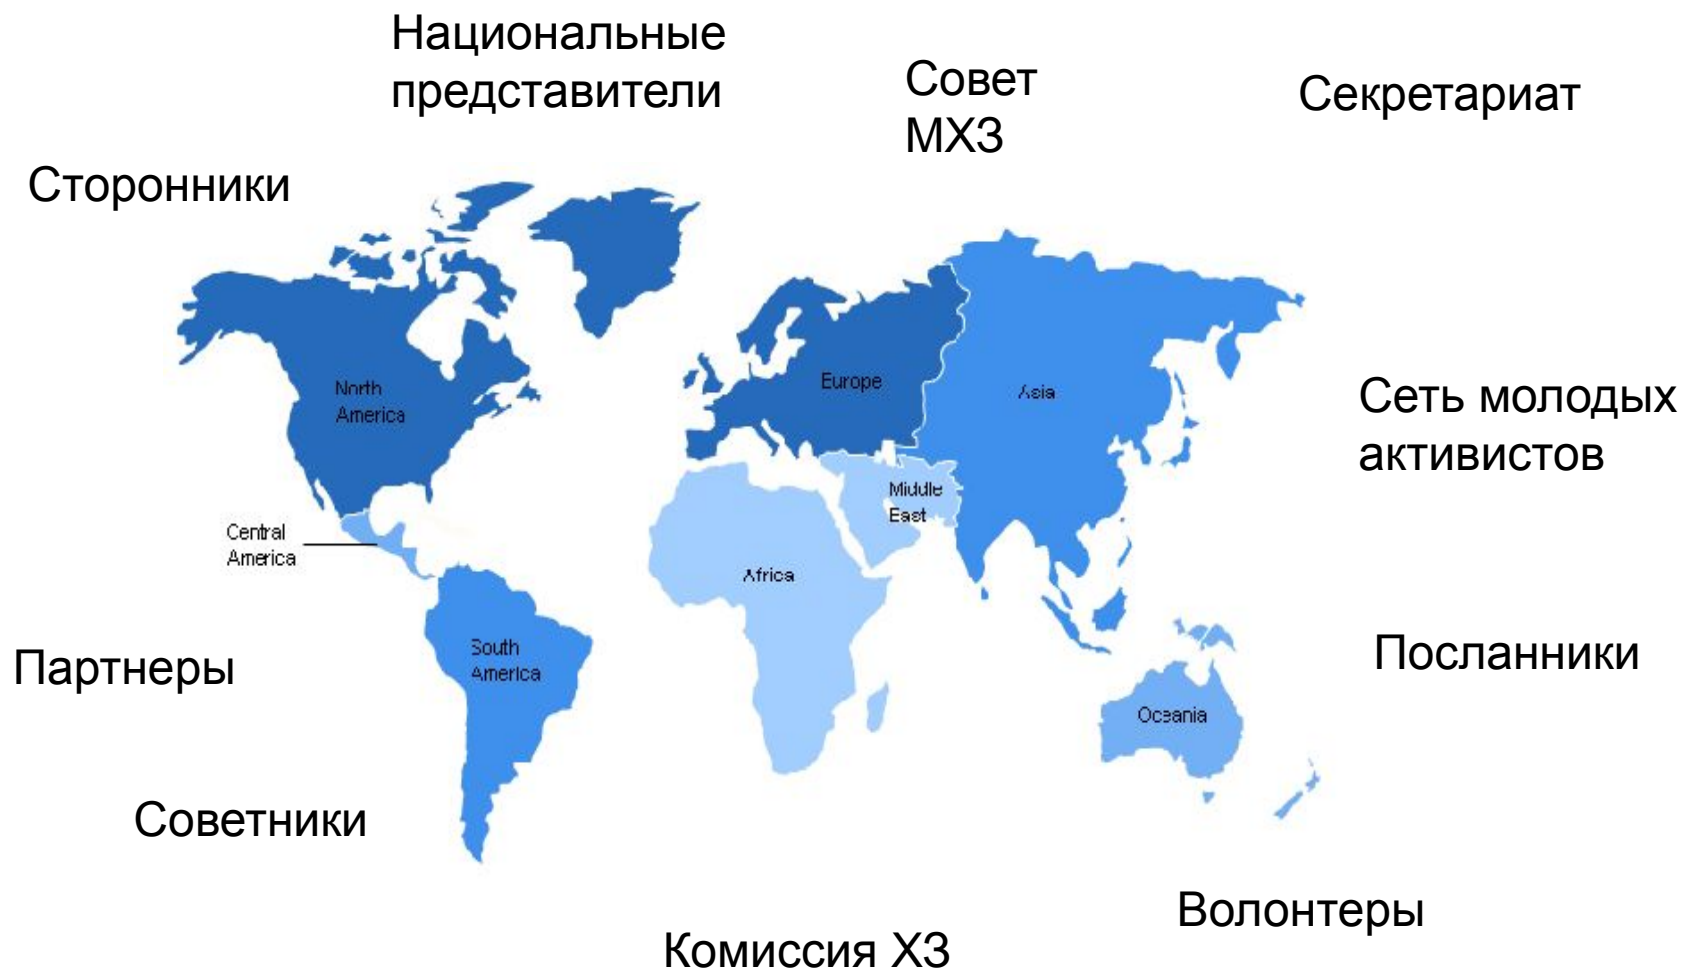 Национальные
представители
Совет
МХЗ
Секретариат
Сторонники
North
America
Europe
Asia
Сеть молодых
активистов
Middle
East
Central
America
Africa
South
America
Партнеры
Посланники
Oceania
Советники
Волонтеры
Комиссия ХЗ